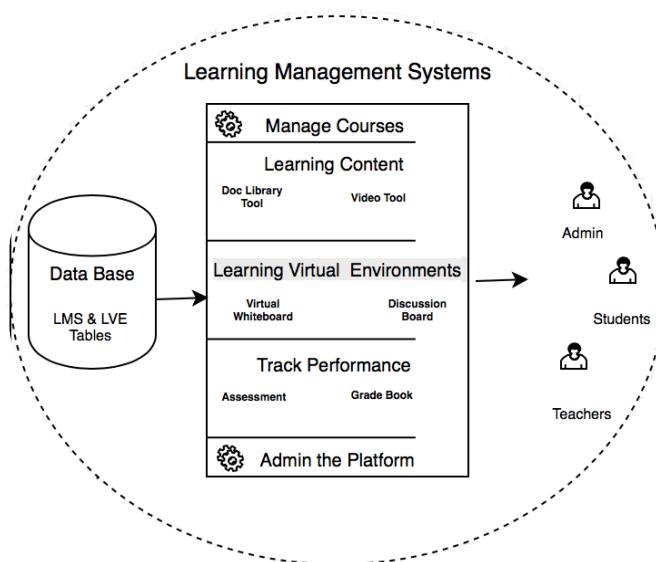 Learning Management Systems
Manage Courses
Learning Content
Doc Library
Tool
Video Tool
Data Base
LMS & LVE
Tables
Learning Virtual Environments
Virtual
Whiteboard
Discussion
Board
Track Performance
Assessment
Grade Book
Admin the Platform
Admin
Students
Teachers